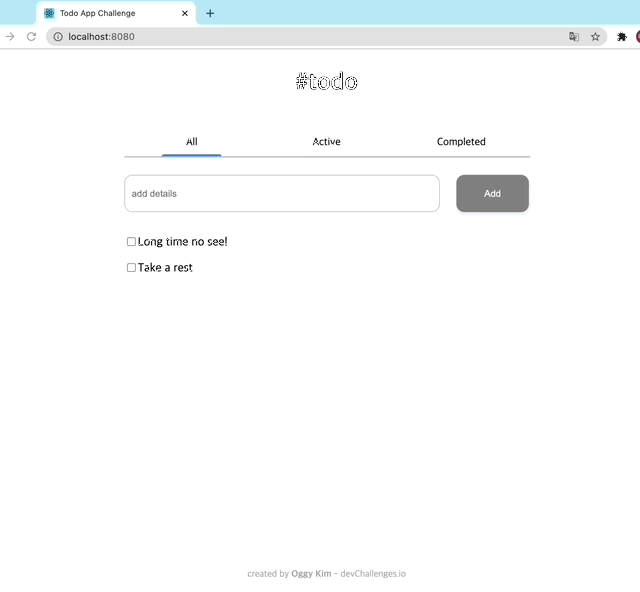 Todo App Challenge
localhost:8080
#todo
All Active Completed
add details Add
Long time no see!
Take a rest
created by Oggy Kim - devChallenges.io